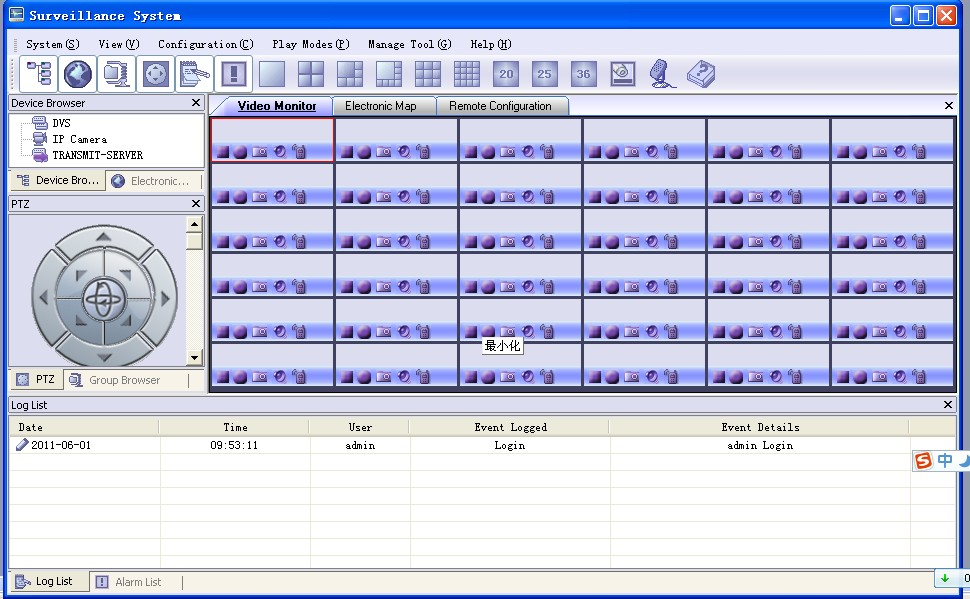 Surveillance System
System(S) View(V) Configuration(C) Play Modes(P) Manage Tool(G) Help(H)
20 25 36
Device Browser
Video Monitor Electronic Map Remote Configuration
DVS
IP Camera
TRANSMIT-SERVER
Device Bro... Electronic...
PTZ
最小化
PTZ Group Browser
Log List
Date Time User Event Logged Event Details
2011-06-01 09:53:11 admin Login admin Login
S 中
Log List Alarm List
0